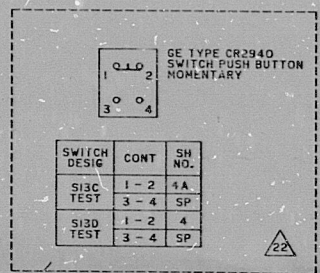 GE TYPE CR2940
SWITCH PUSH BUTTON
MOMENTARY
1 2
3 4
SWITCH DESIG CONT SH NO.
S13C TEST 1 - 2 4A
3 - 4 SP
S13D TEST 1 - 2 4
3 - 4 SP
22